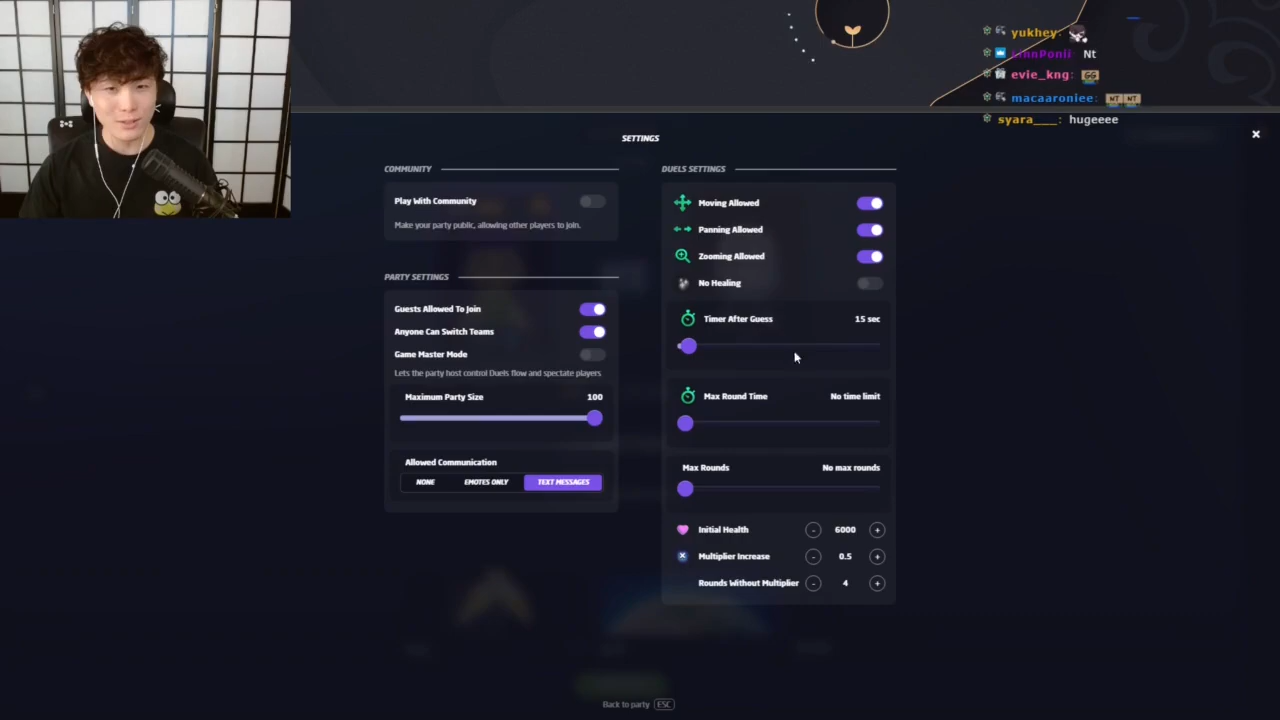 yukhey:
LinnPonii: Nt
evie_kng: GG
macaaroniee: NT NT
syara___: hugeeee
SETTINGS
COMMUNITY
Play With Community
Make your party public, allowing other players to join.
PARTY SETTINGS
Guests Allowed To Join
Anyone Can Switch Teams
Game Master Mode
Lets the party host control Duels flow and spectate players
Maximum Party Size 100
Allowed Communication
NONE EMOTES ONLY TEXT MESSAGES
DUELS SETTINGS
Moving Allowed
Panning Allowed
Zooming Allowed
No Healing
Timer After Guess 15 sec
Max Round Time No time limit
Max Rounds No max rounds
Initial Health - 6000 +
Multiplier Increase - 0.5 +
Rounds Without Multiplier - 4 +
Back to party ESC